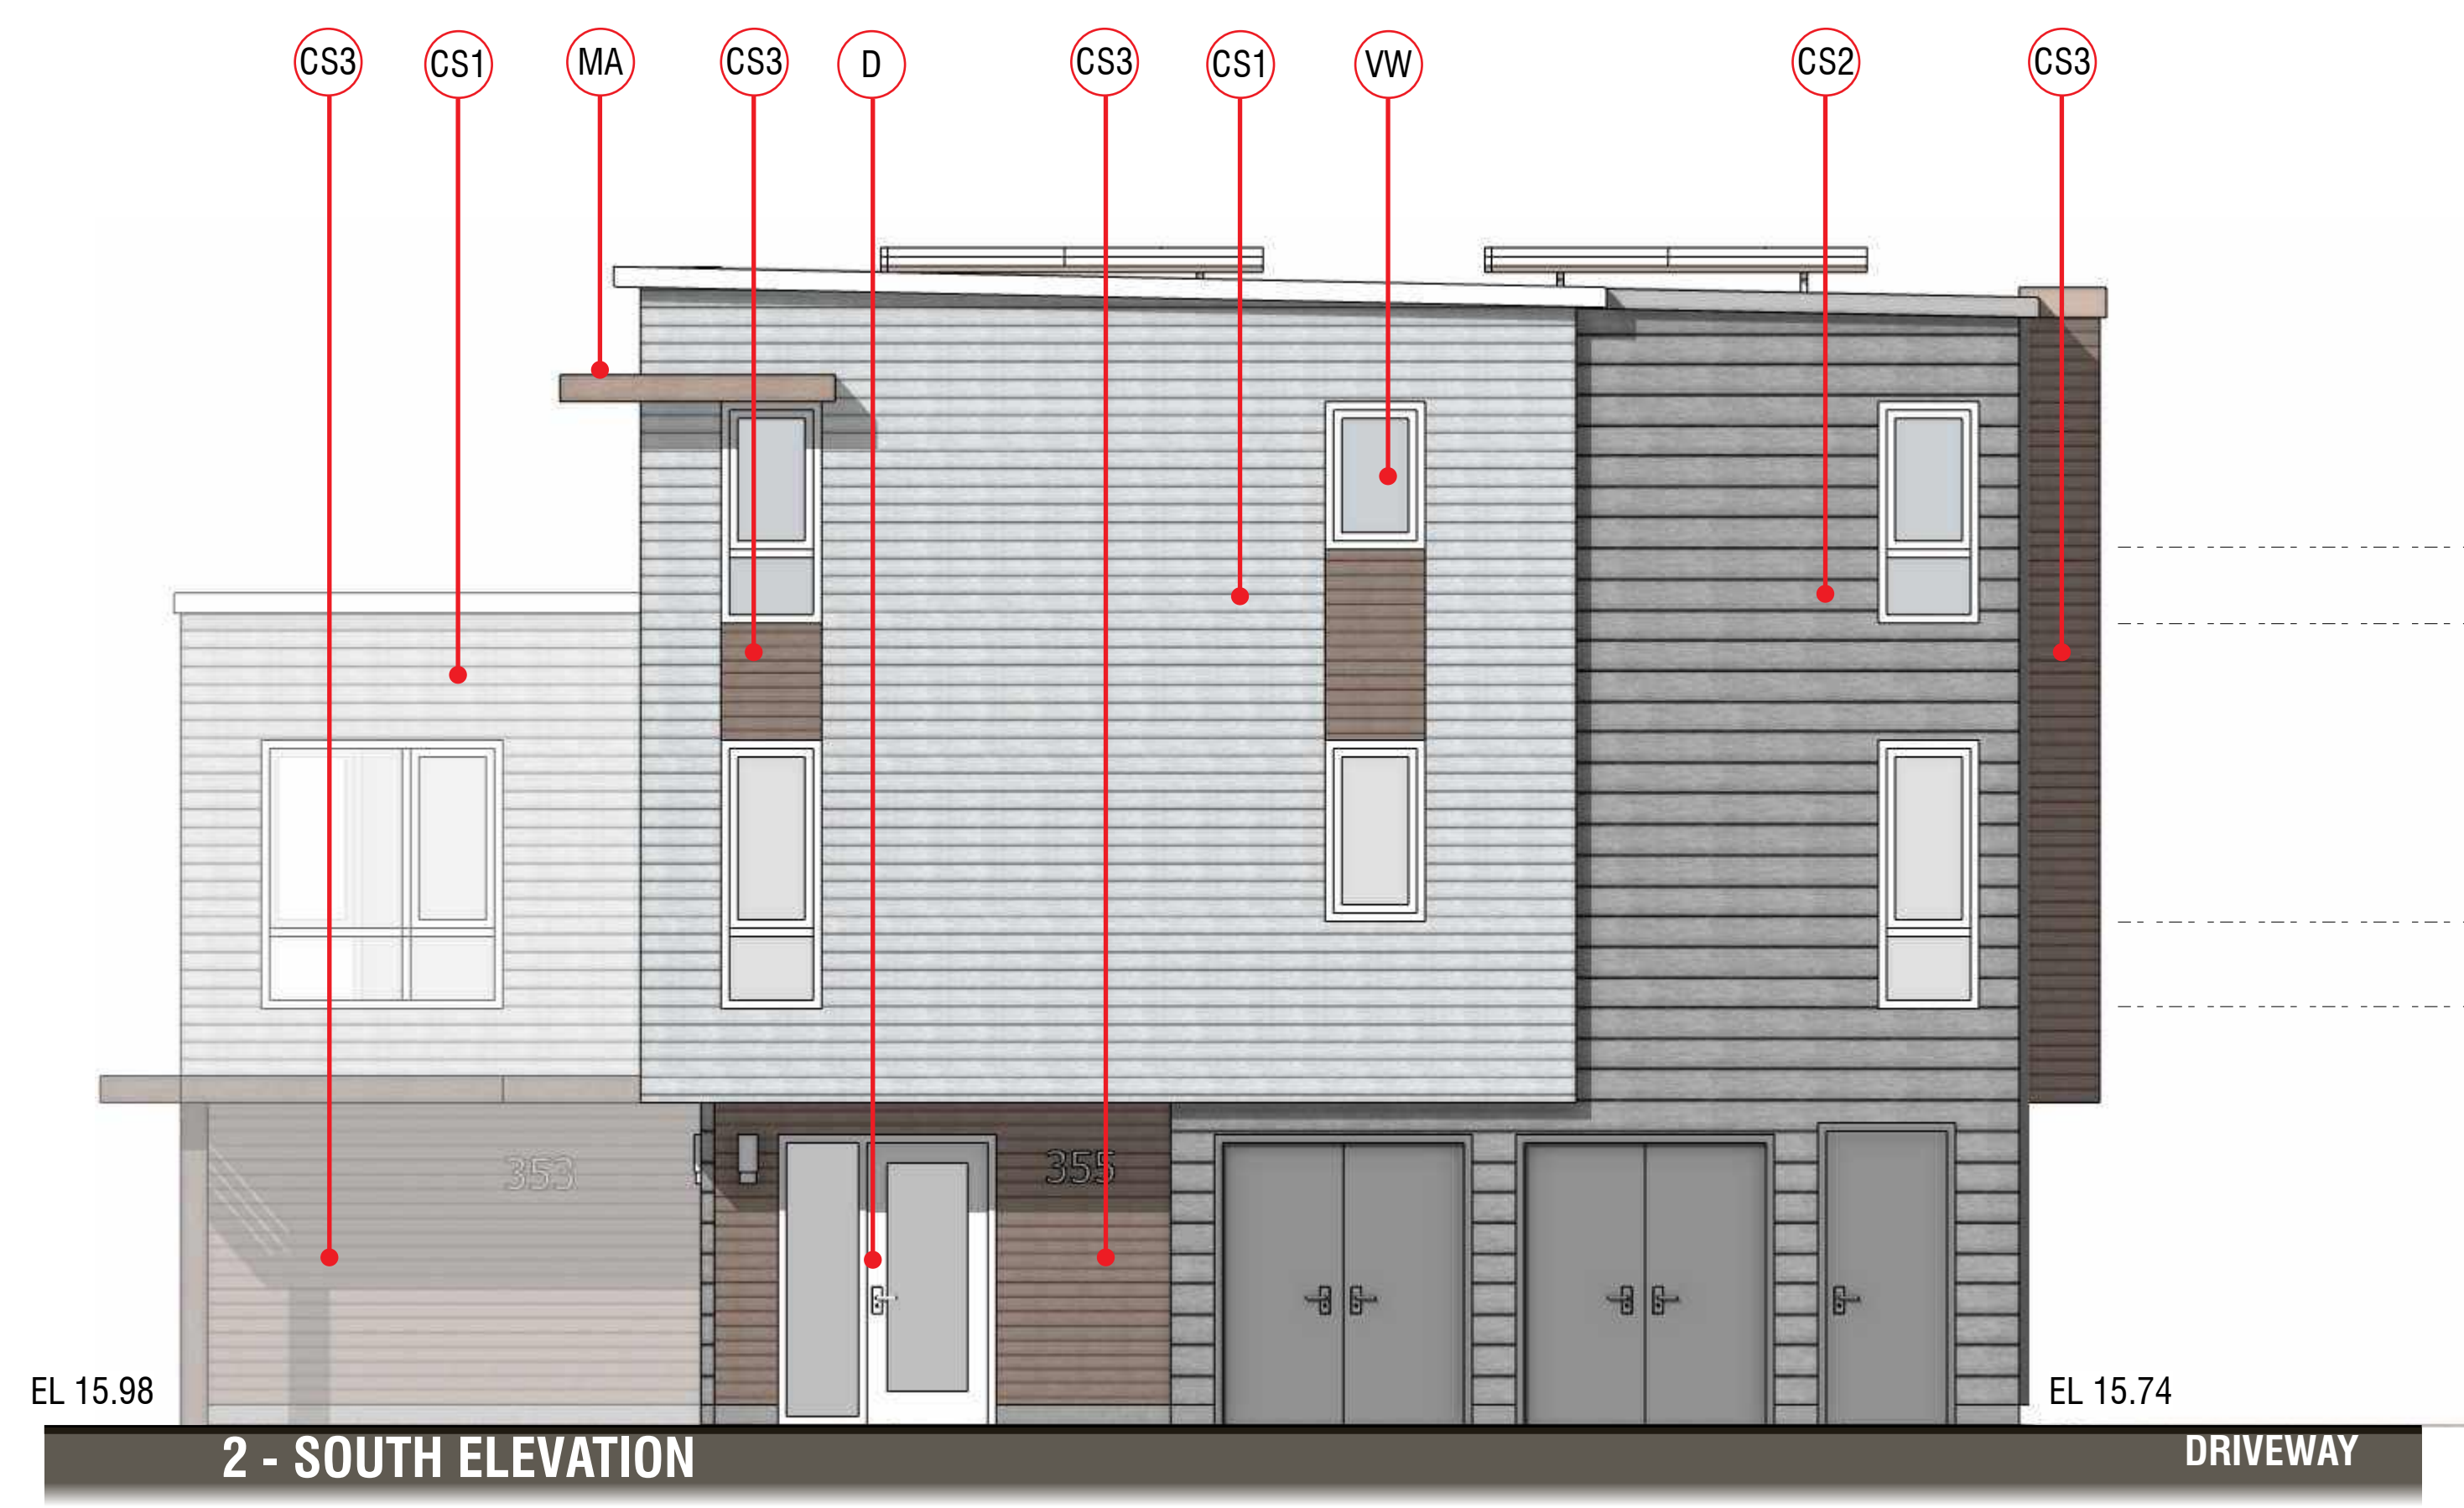 CS3 CS1 MA CS3 D CS3 CS1 VW CS2 CS3
353 355
EL 15.98 EL 15.74
2 - SOUTH ELEVATION DRIVEWAY